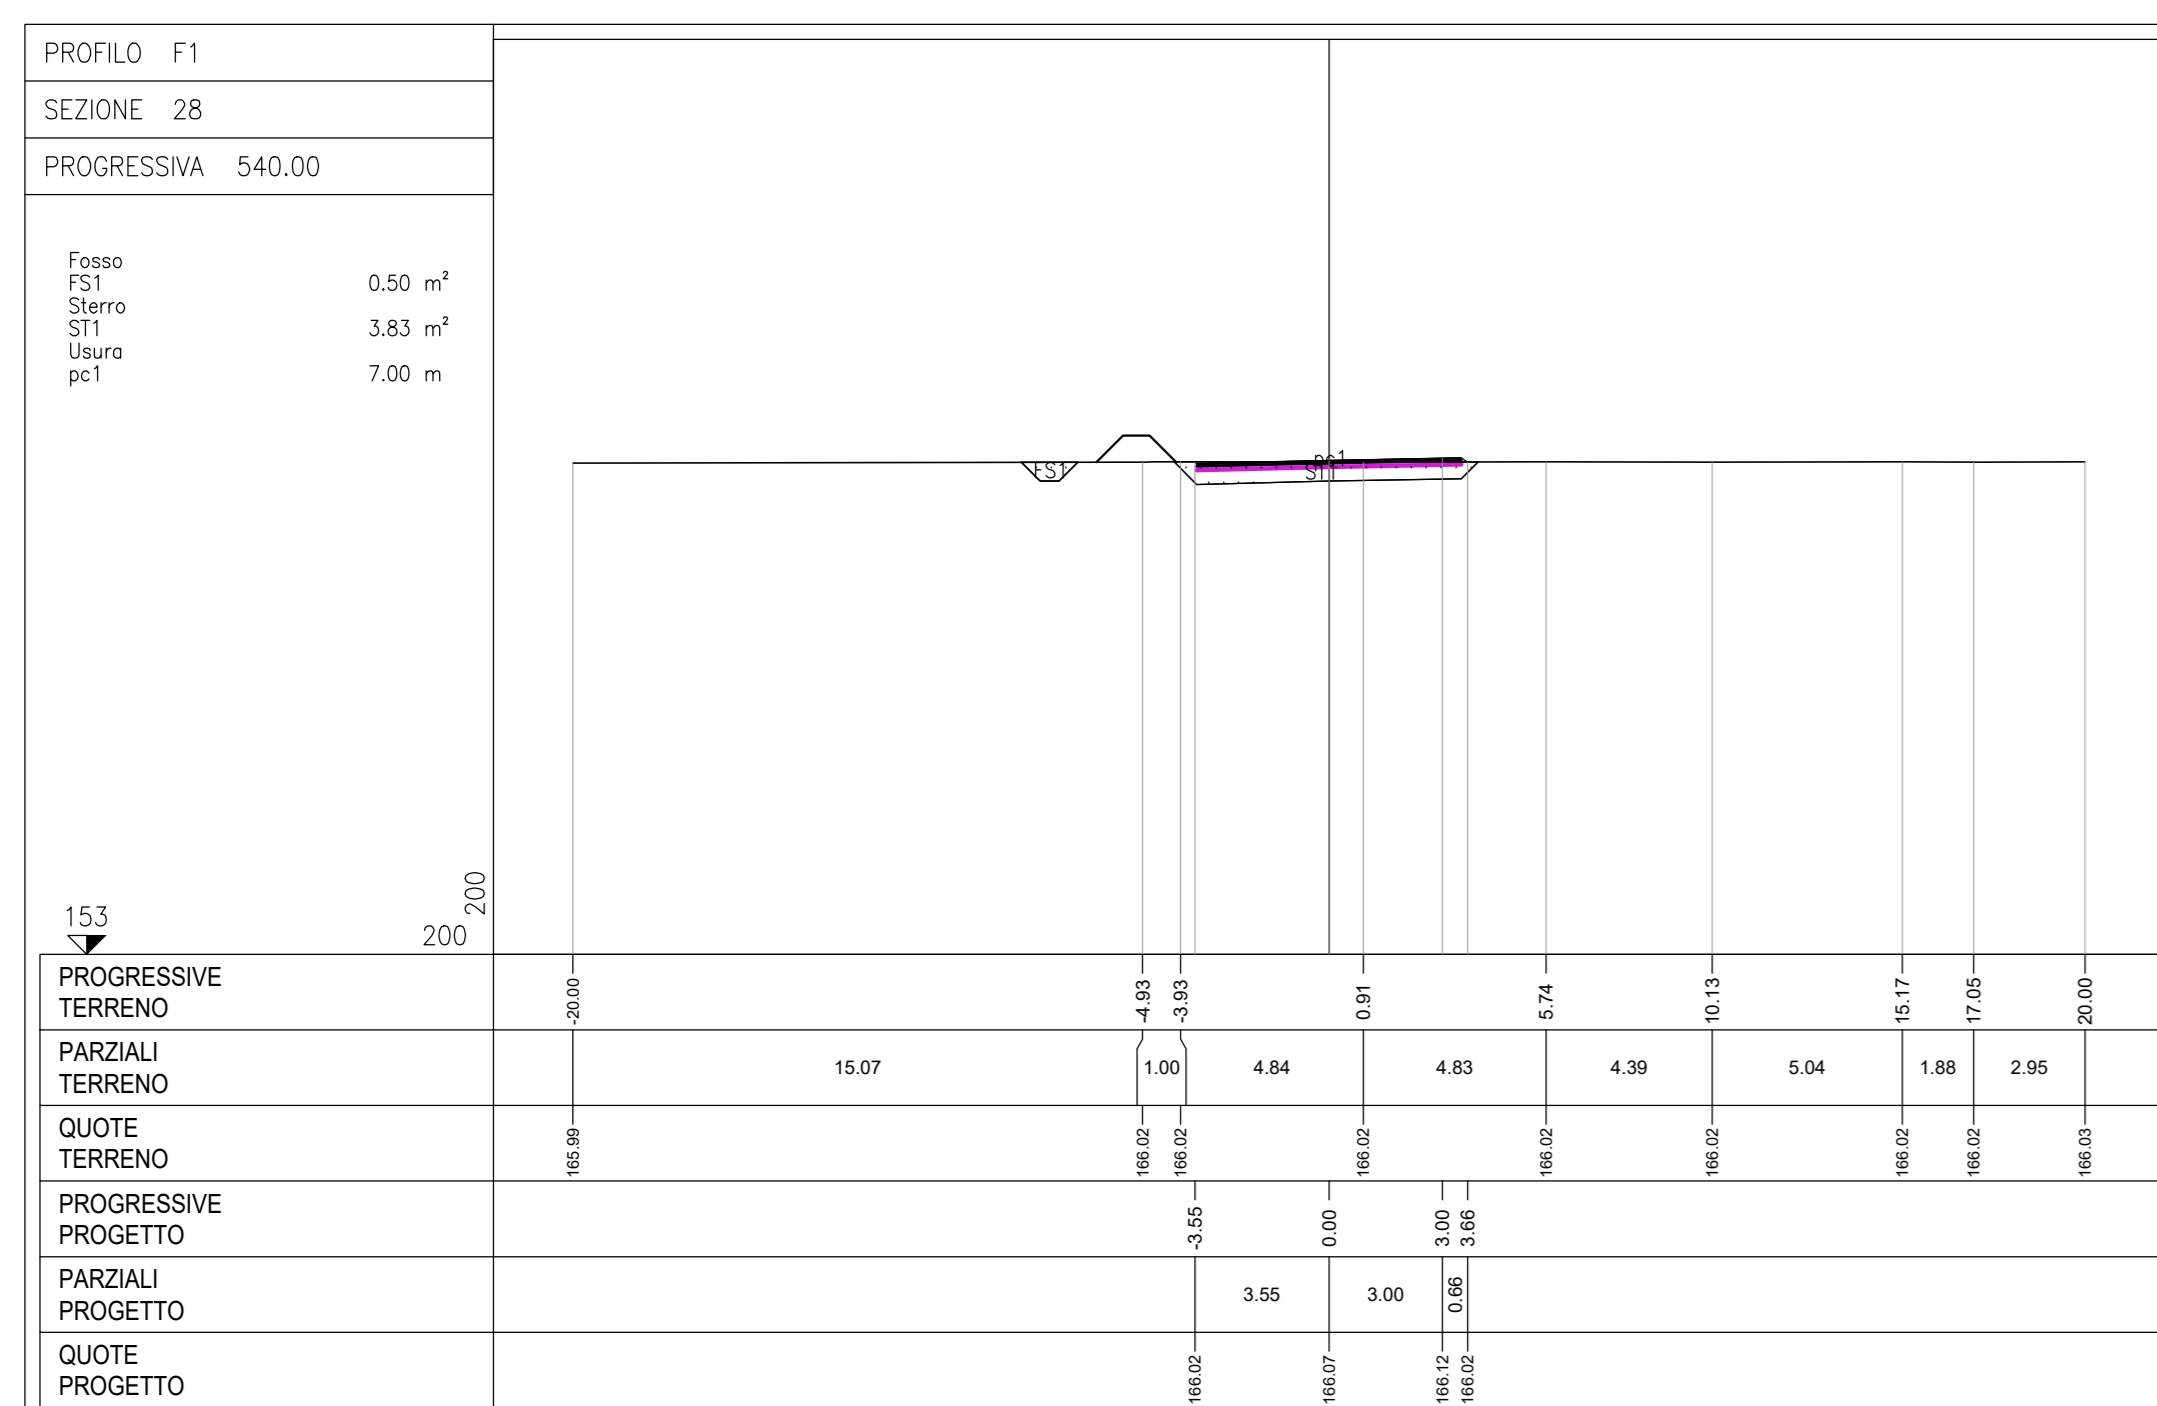 PROFILO F1
SEZIONE 28
PROGRESSIVA 540.00
Fosso
FS1 0.50 m²
Sterro
ST1 3.83 m²
Usura
pc1 7.00 m
FS1
pc1
ST1
200
153
200
PROGRESSIVE
TERRENO
-20.00 -4.93 -3.93 0.91 5.74 10.13 15.17 17.05 20.00
PARZIALI
TERRENO
15.07 1.00 4.84 4.83 4.39 5.04 1.88 2.95
QUOTE
TERRENO
165.99 166.02 166.02 166.02 166.02 166.02 166.02 166.02 166.03
PROGRESSIVE
PROGETTO
-3.55 0.00 3.00 3.66
PARZIALI
PROGETTO
3.55 3.00 0.66
QUOTE
PROGETTO
166.02 166.07 166.12 166.02